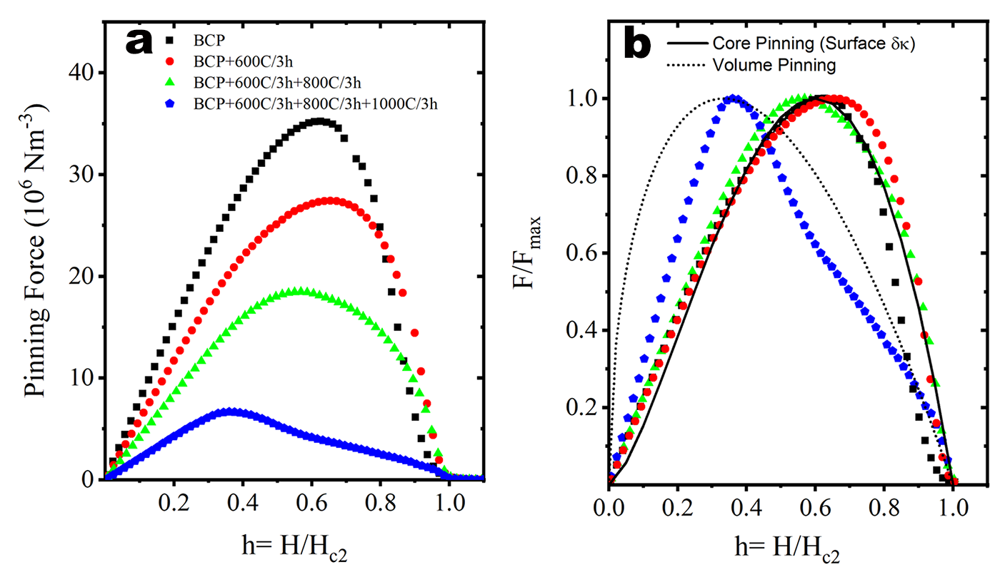 a
BCP
BCP+600C/3h
BCP+600C/3h+800C/3h
BCP+600C/3h+800C/3h+1000C/3h
Pinning Force (10⁶ Nm⁻³)
40
30
20
10
0
0.2 0.4 0.6 0.8 1.0
h= H/Hc2
b
Core Pinning (Surface δκ)
Volume Pinning
F/Fmax
1.0
0.8
0.6
0.4
0.2
0.0 0.2 0.4 0.6 0.8 1.0
h= H/Hc2